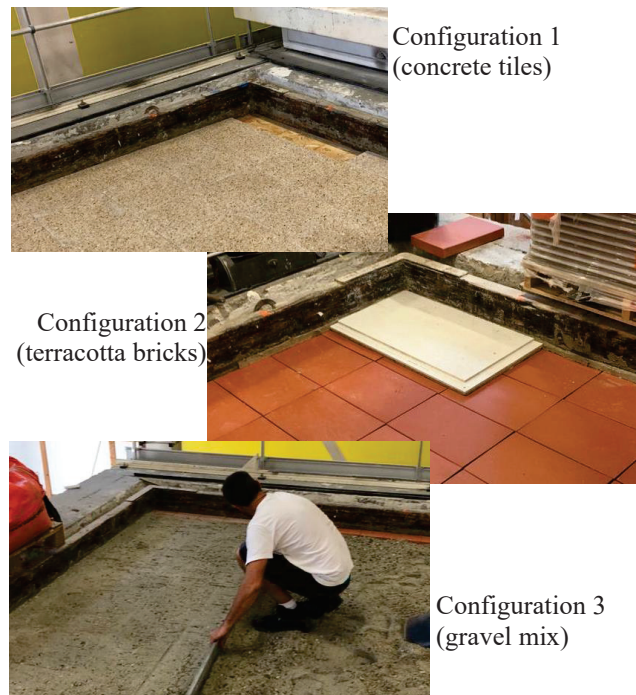 Configuration 1
(concrete tiles)
Configuration 2
(terracotta bricks)
Configuration 3
(gravel mix)